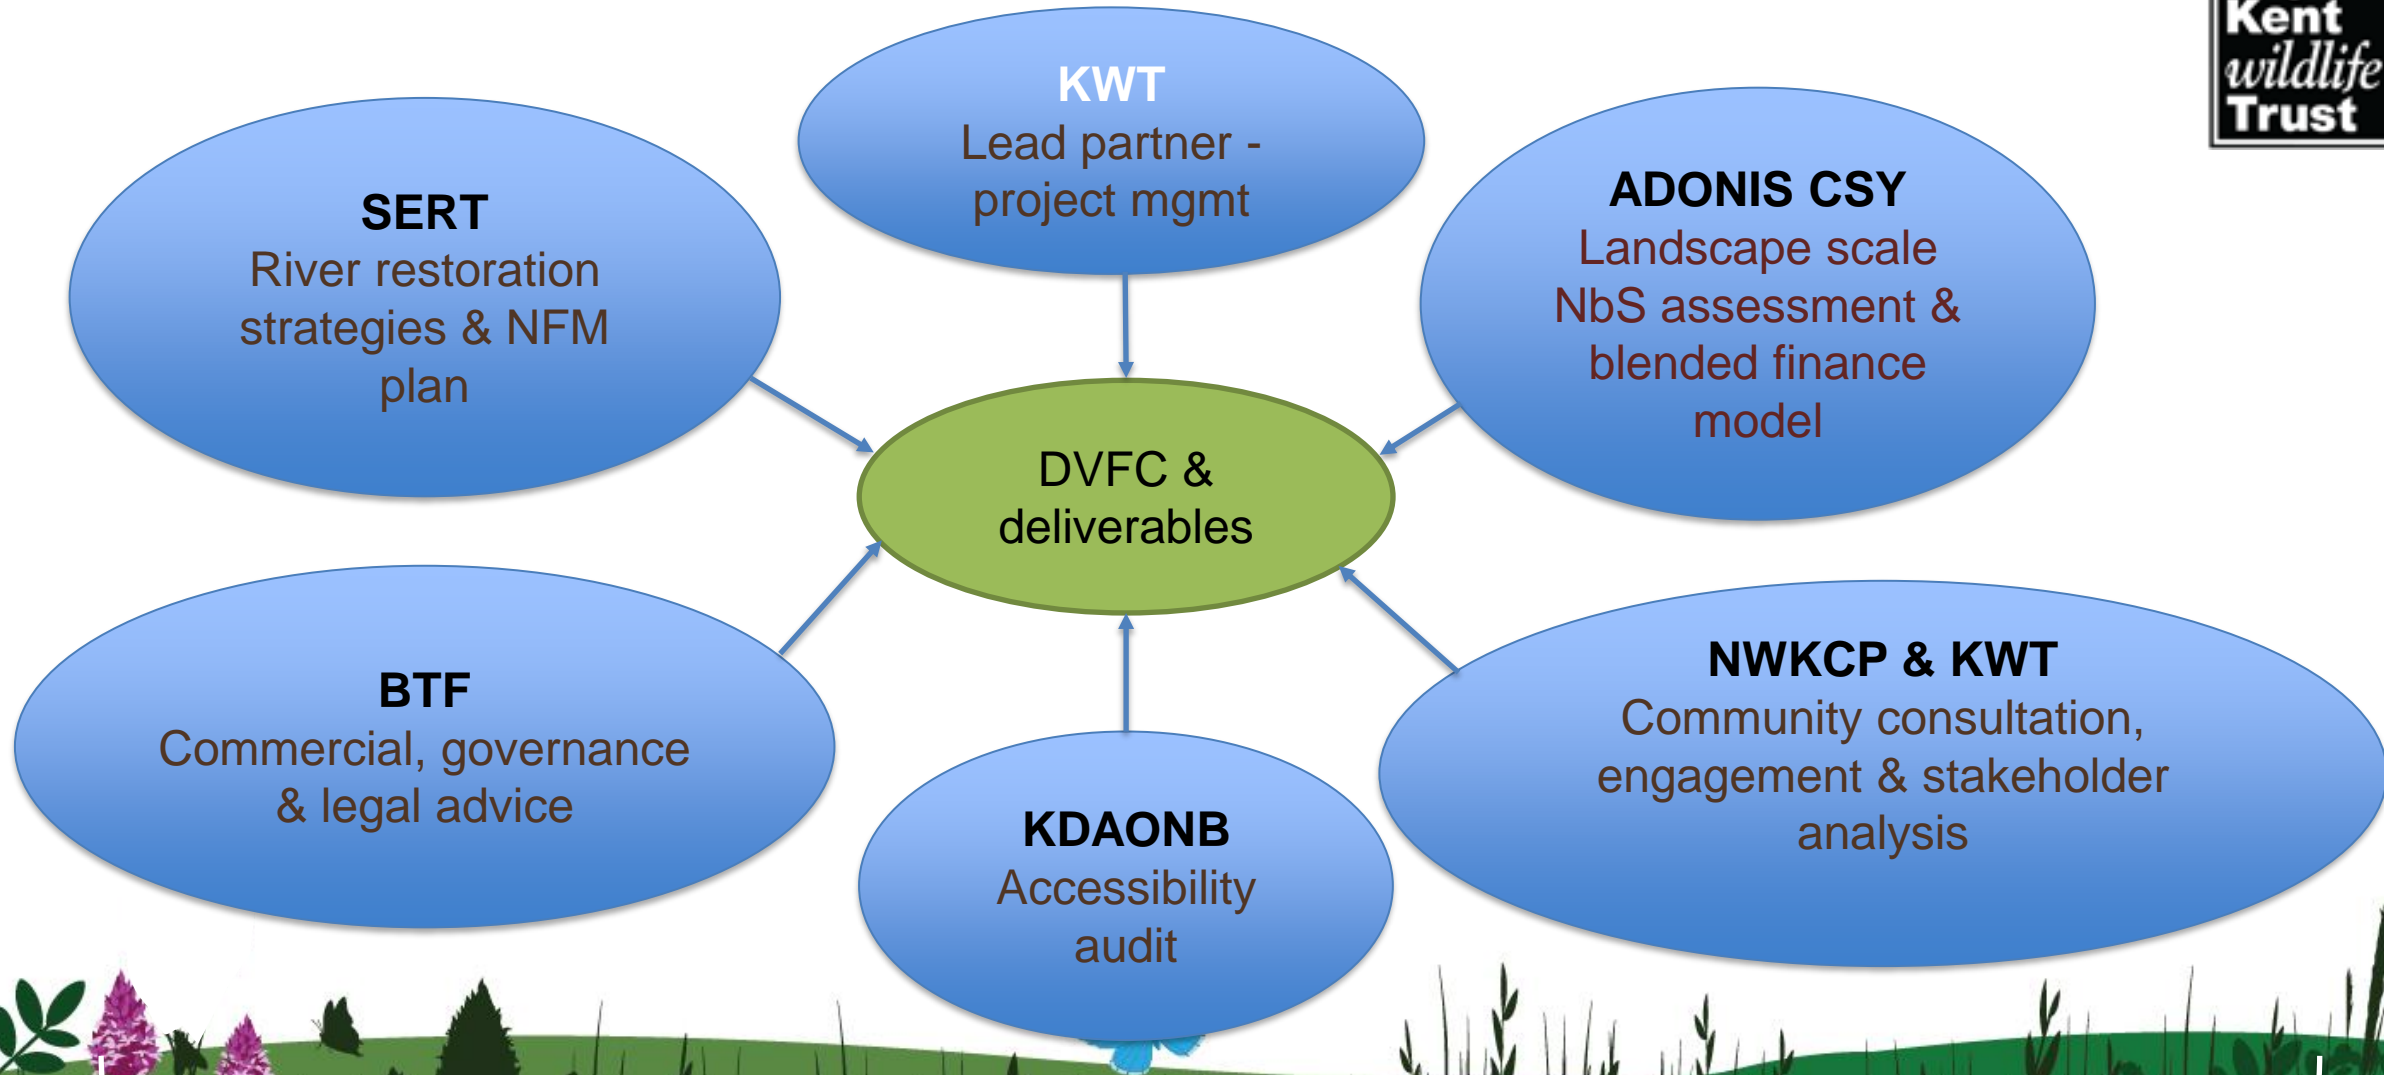 Kent
wildlife
Trust
KWT
Lead partner -
project mgmt
SERT
River restoration
strategies & NFM
plan
ADONIS CSY
Landscape scale
NbS assessment &
blended finance
model
DVFC &
deliverables
BTF
Commercial, governance
& legal advice
KDAONB
Accessibility
audit
NWKCP & KWT
Community consultation,
engagement & stakeholder
analysis